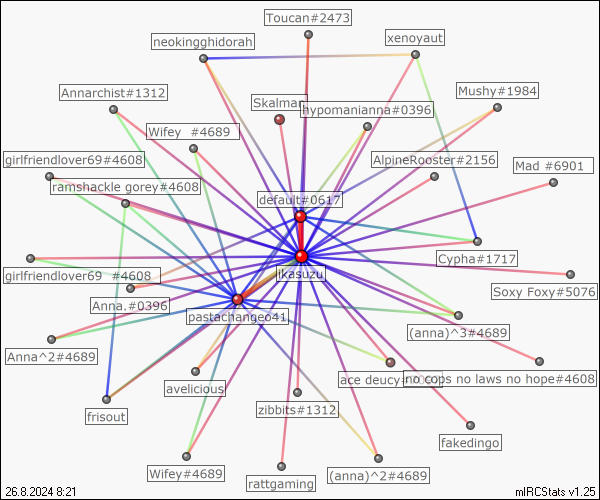 Toucan#2473
neokingghidorah
xenoyaut
Annarchist#1312
Mushy#1984
Skalman
hypomanianna#0396
Wifey #4689
girlfriendlover69#4608
AlpineRooster#2156
Mad #6901
ramshackle gorey#4608
default#0617
Cypha#1717
ikasuzu
girlfriendlover69 #4608
Soxy Foxy#5076
Anna.#0396
pastachangeo41
(anna)^3#4689
Anna^2#4689
ace deucy
no cops no laws no hope#4608
avelicious
zibbits#1312
frisout
fakedingo
Wifey#4689
rattgaming
(anna)^2#4689
26.8.2024 8:21
mIRCStats v1.25